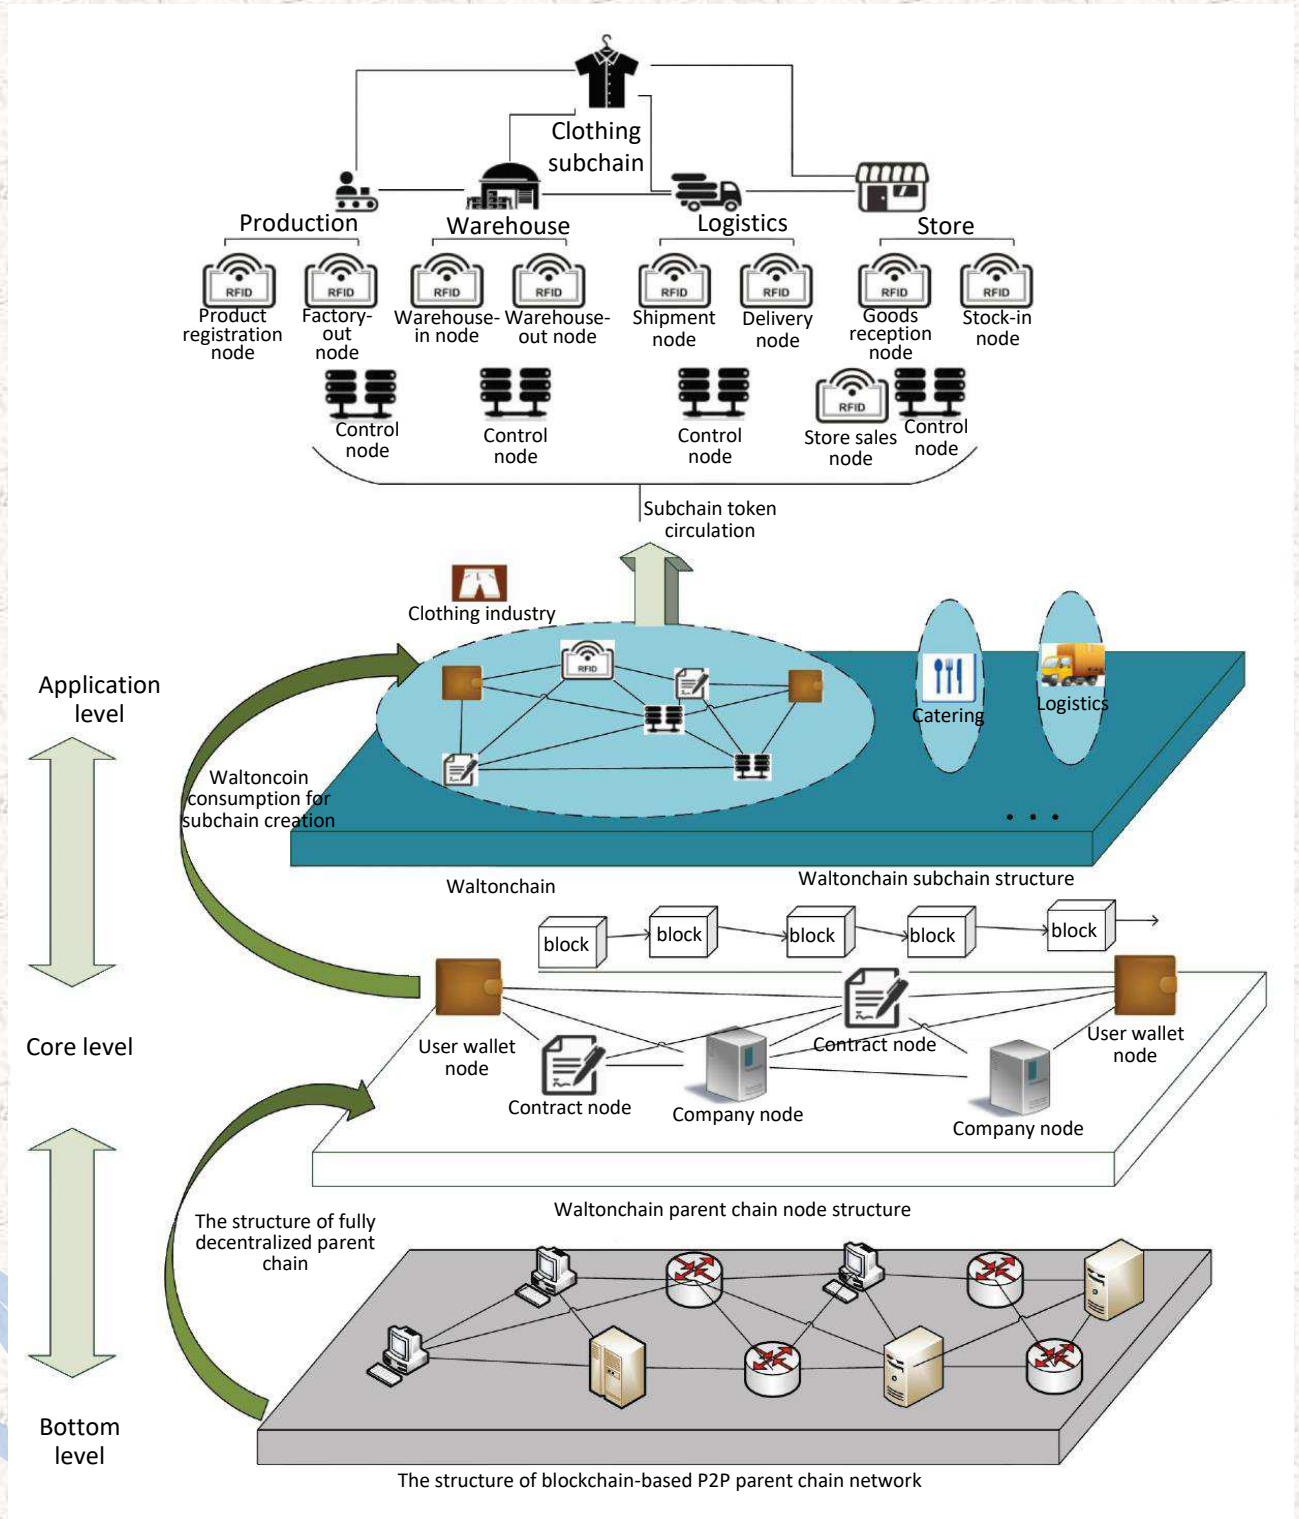 Clothing
subchain
Production
Warehouse
Logistics
Store
RFID
RFID
RFID
RFID
RFID
RFID
RFID
RFID
Product
registration
node
Factory-
out
node
Warehouse-
in node
Warehouse-
out node
Shipment
node
Delivery
node
Goods
reception
node
Stock-in
node
RFID
Control
node
Control
node
Control
node
Store sales
node
Control
node
Subchain token
circulation
Clothing industry
RFID
Application
level
Catering
Logistics
Waltoncoin
consumption for
subchain creation
. . .
Waltonchain
Waltonchain subchain structure
block
block
block
block
block
Core level
User wallet
node
Contract node
Company node
Contract node
Company node
User wallet
node
Waltonchain parent chain node structure
The structure of fully
decentralized parent
chain
Bottom
level
The structure of blockchain-based P2P parent chain network